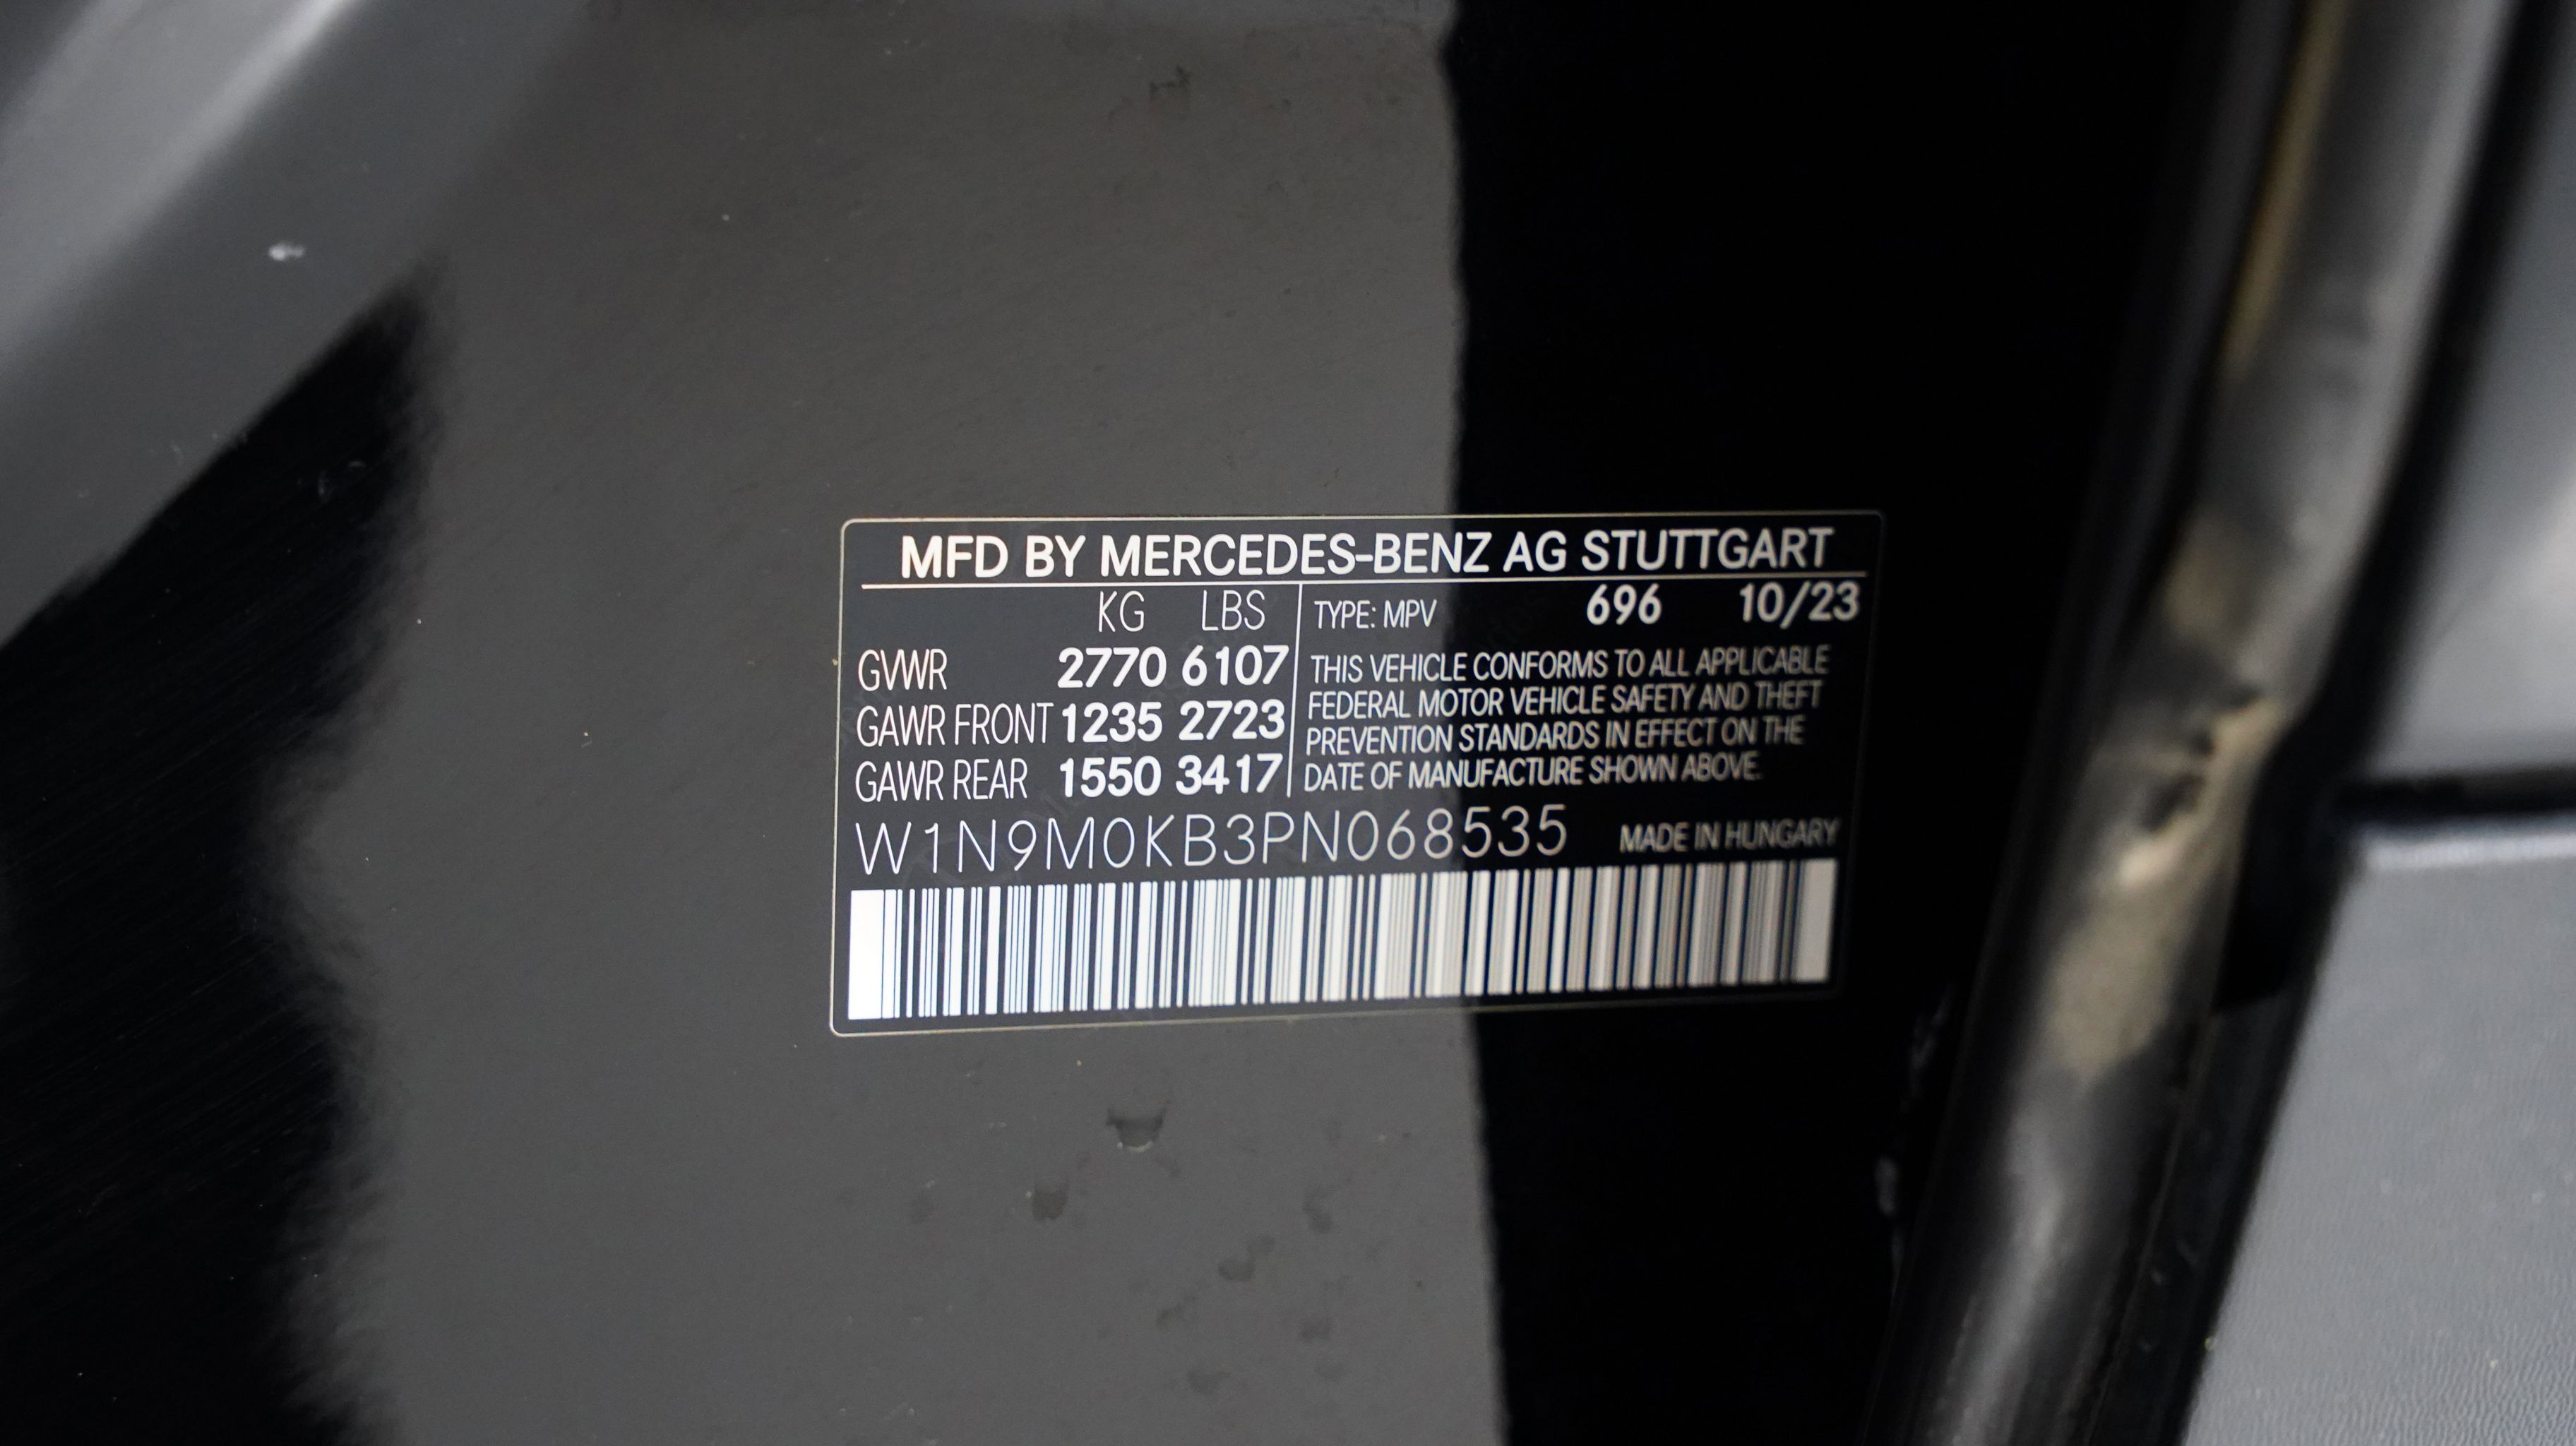 MFD BY MERCEDES-BENZ AG STUTTGART
KG LBS
GVWR 2770 6107
GAWR FRONT 1235 2723
GAWR REAR 1550 3417
TYPE: MPV 696 10/23
THIS VEHICLE CONFORMS TO ALL APPLICABLE
FEDERAL MOTOR VEHICLE SAFETY AND THEFT
PREVENTION STANDARDS IN EFFECT ON THE
DATE OF MANUFACTURE SHOWN ABOVE.
W1N9M0KB3PN068535 MADE IN HUNGARY